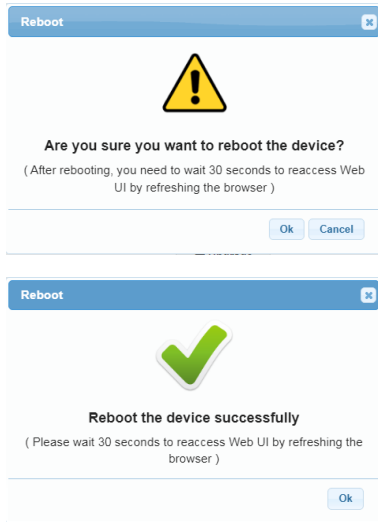 Reboot
Are you sure you want to reboot the device?
( After rebooting, you need to wait 30 seconds to reaccess Web
UI by refreshing the browser )
Ok Cancel
Reboot
Reboot the device successfully
( Please wait 30 seconds to reaccess Web UI by refreshing the
browser )
Ok